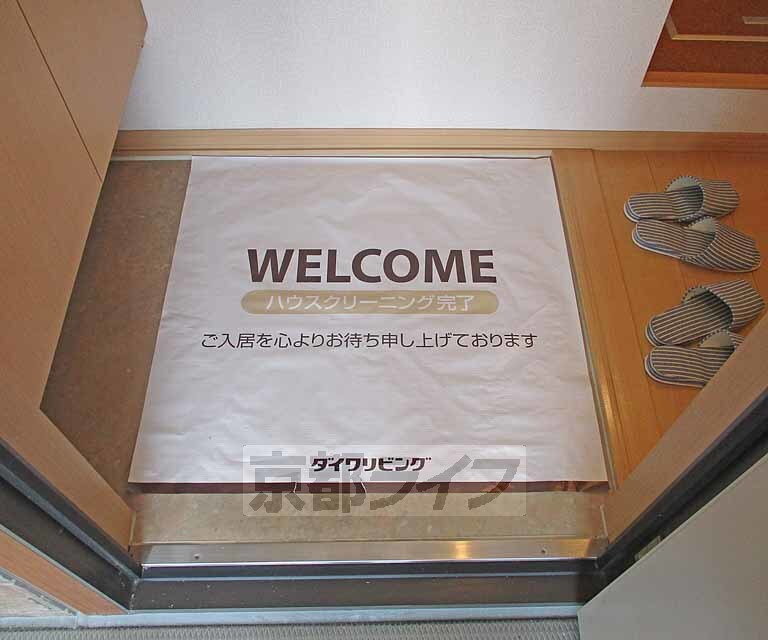 WELCOME
ハウスクリーニング完了
ご入居を心よりお待ち申し上げております
ダイワリビング
京都ライフ